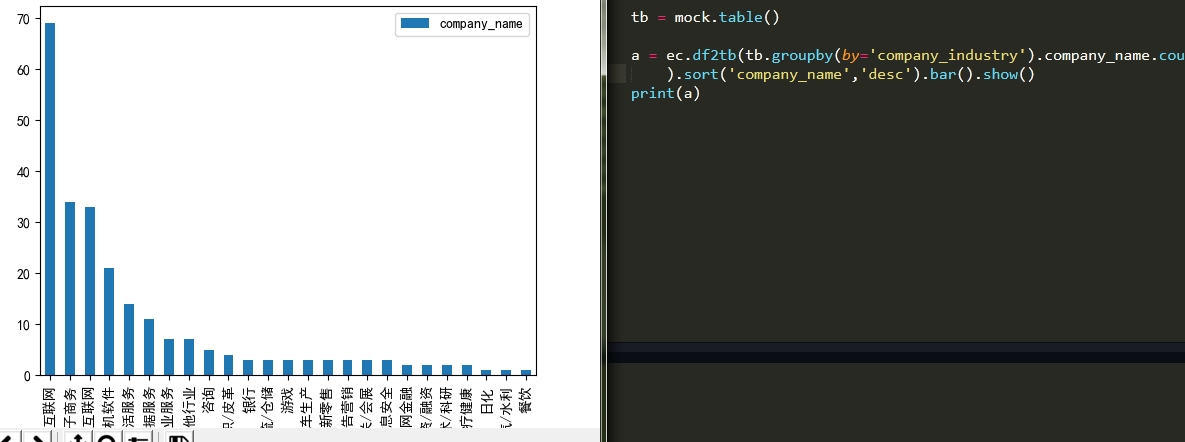 70
60
50
40
30
20
10
0
company_name
互联网
子商务
互联网
机软件
活服务
据服务
业服务
他行业
咨询
/皮革
银行
/仓储
游戏
车生产
新零售
告营销
/会展
息安全
网金融
/融资
/科研
疗健康
日化
/水利
餐饮
tb = mock.table()
a = ec.df2tb(tb.groupby(by='company_industry').company_name.cou
).sort('company_name','desc').bar().show()
print(a)